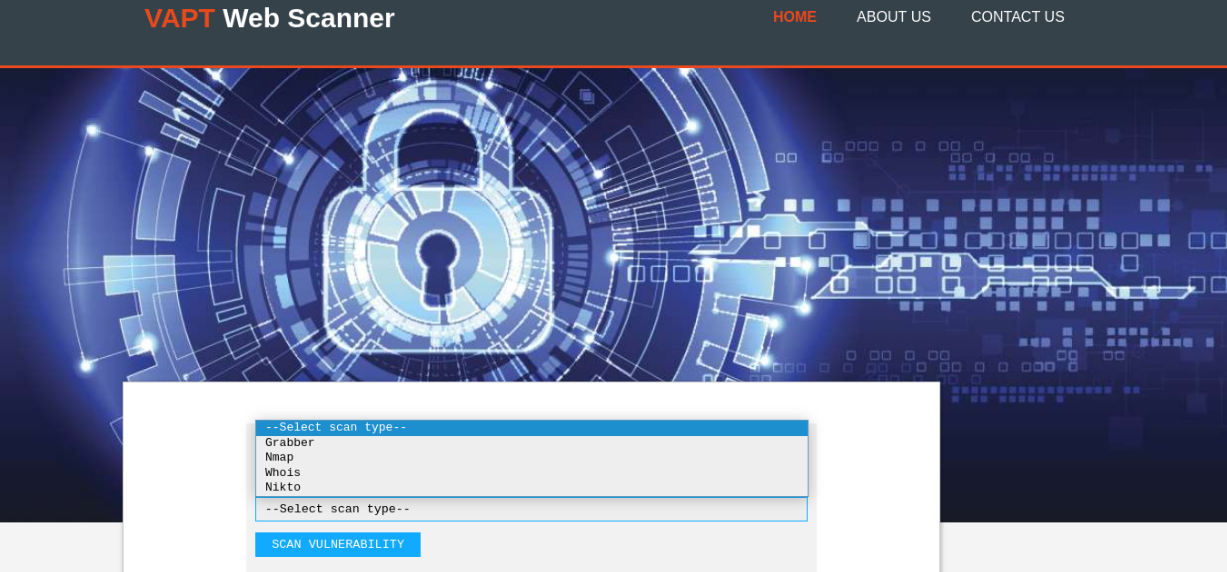 VAPT Web Scanner
HOME ABOUT US CONTACT US
--Select scan type--
Grabber
Nmap
Whois
Nikto
--Select scan type--
SCAN VULNERABILITY